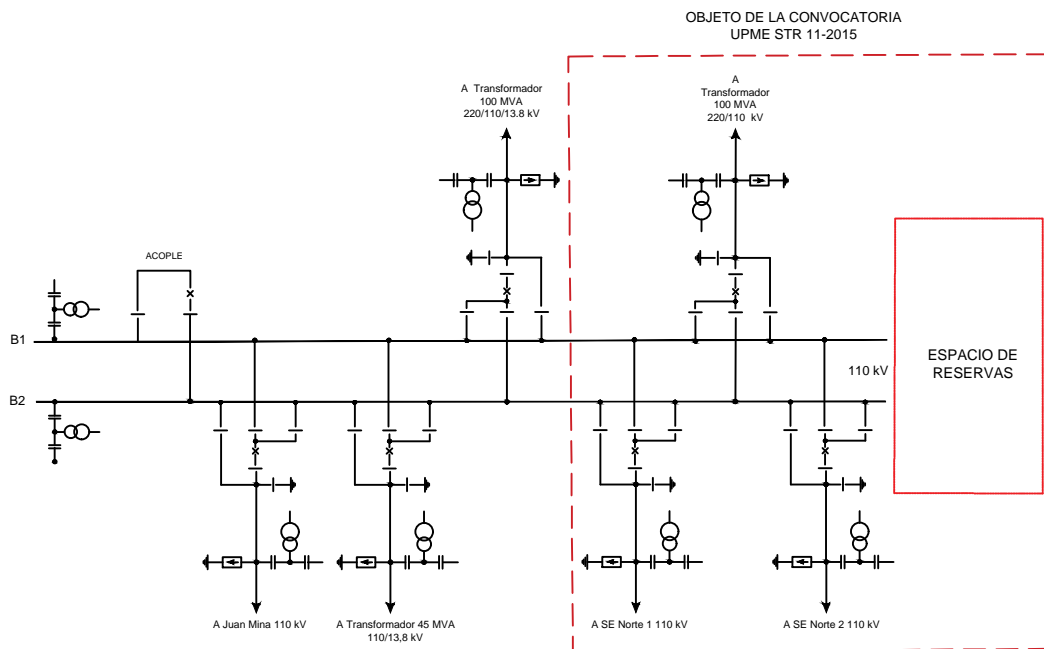 OBJETO DE LA CONVOCATORIA
UPME STR 11-2015
A Transformador
100 MVA
220/110/13.8 kV
A
Transformador
100 MVA
220/110 kV
ACOPLE
B1
B2
110 kV
ESPACIO DE
RESERVAS
A Juan Mina 110 kV
A Transformador 45 MVA
110/13,8 kV
A SE Norte 1 110 kV
A SE Norte 2 110 kV